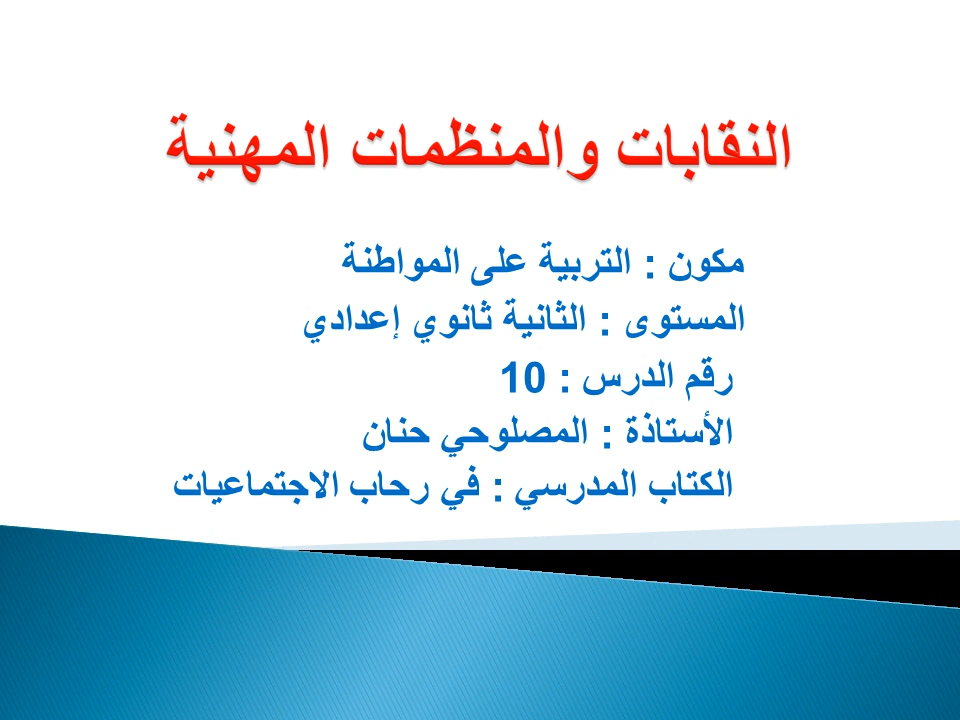 النقابات والمنظمات المهنية
مكون : التربية على المواطنة
المستوى : الثانية ثانوي إعدادي
رقم الدرس : 10
الأستاذة : المصلوحي حنان
الكتاب المدرسي : في رحاب الاجتماعيات